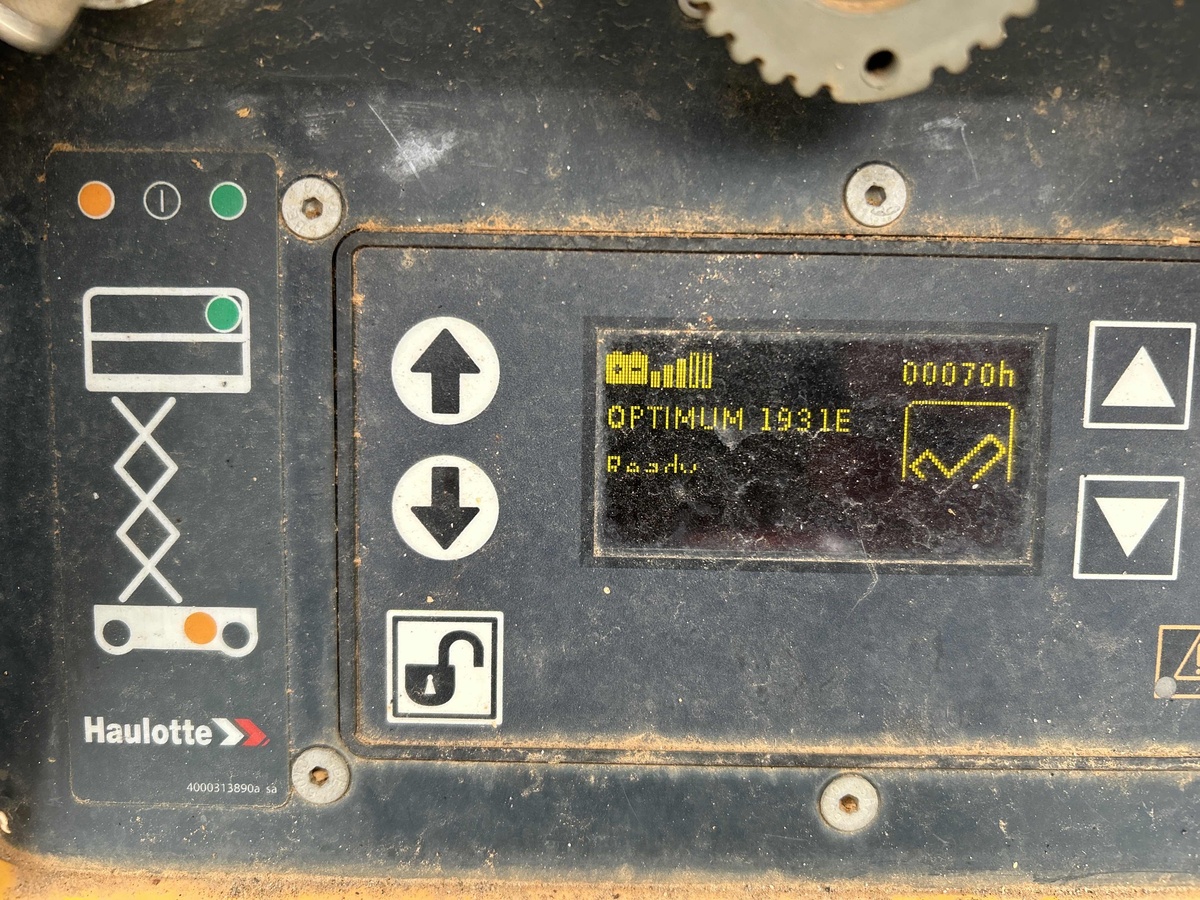 00070h
OPTIMUM 1931E
Ready
Haulotte
4000313890a sa